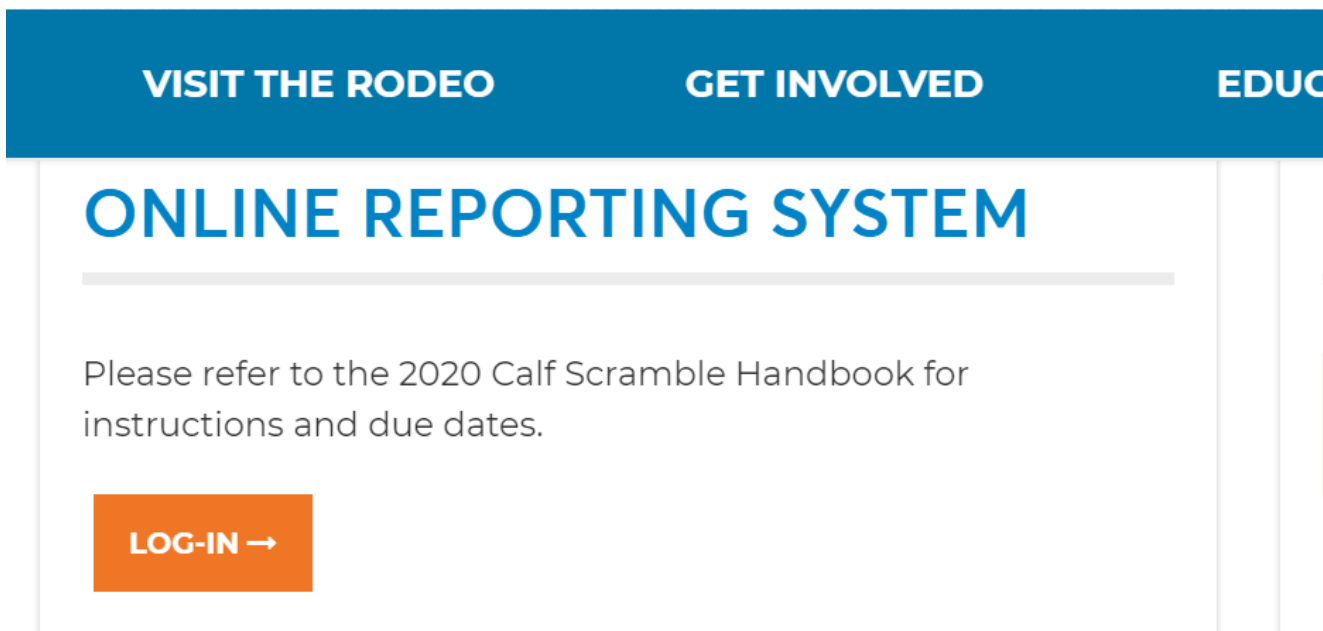 VISIT THE RODEO
GET INVOLVED
EDUC
ONLINE REPORTING SYSTEM
Please refer to the 2020 Calf Scramble Handbook for
instructions and due dates.
LOG-IN →